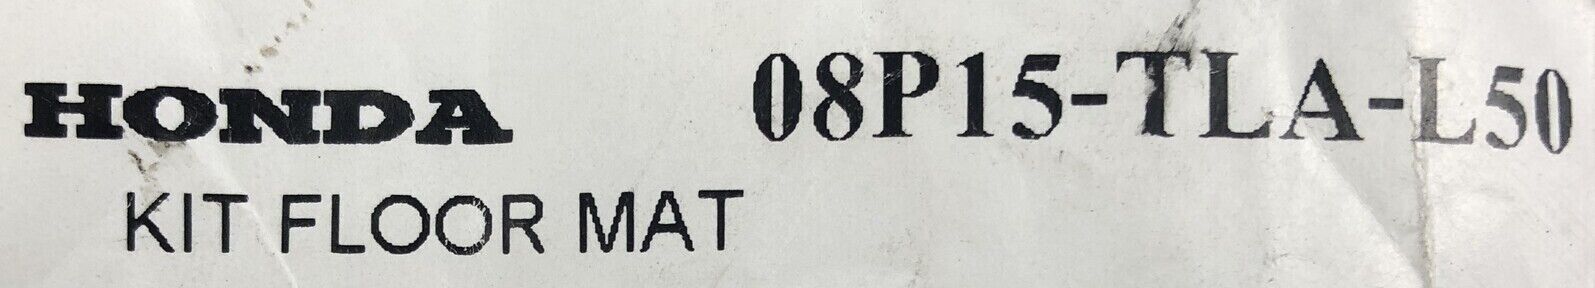 HONDA 08P15-TLA-L50
KIT FLOOR MAT